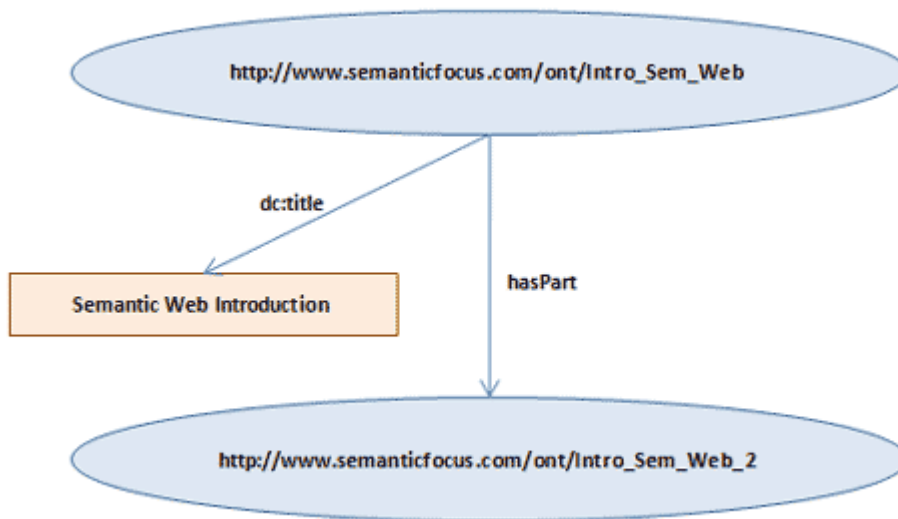 http://www.semanticfocus.com/ont/Intro_Sem_Web
dc:title
hasPart
Semantic Web Introduction
http://www.semanticfocus.com/ont/Intro_Sem_Web_2